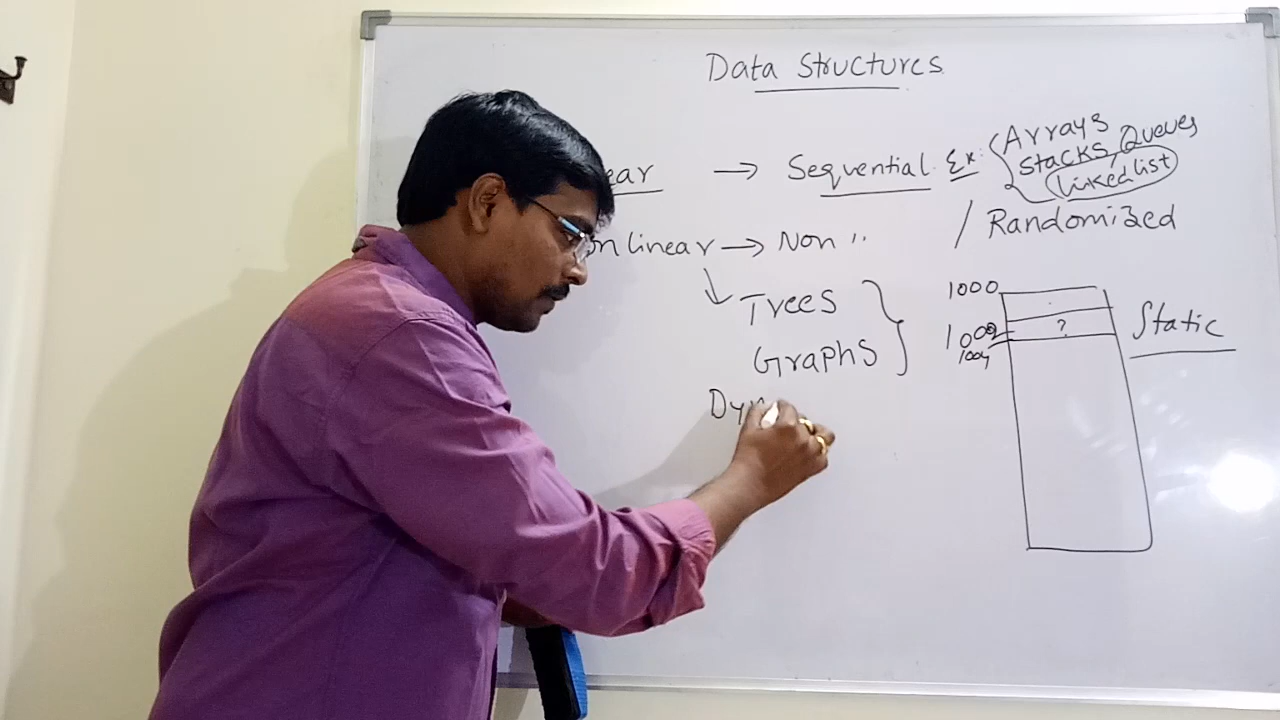 Data Structures
ear → Sequential Ex: Arrays
Stacks, Queues
Linked list
on linear → Non "
/ Randomized
Trees
Graphs
1000
?
Static
1004
Dy